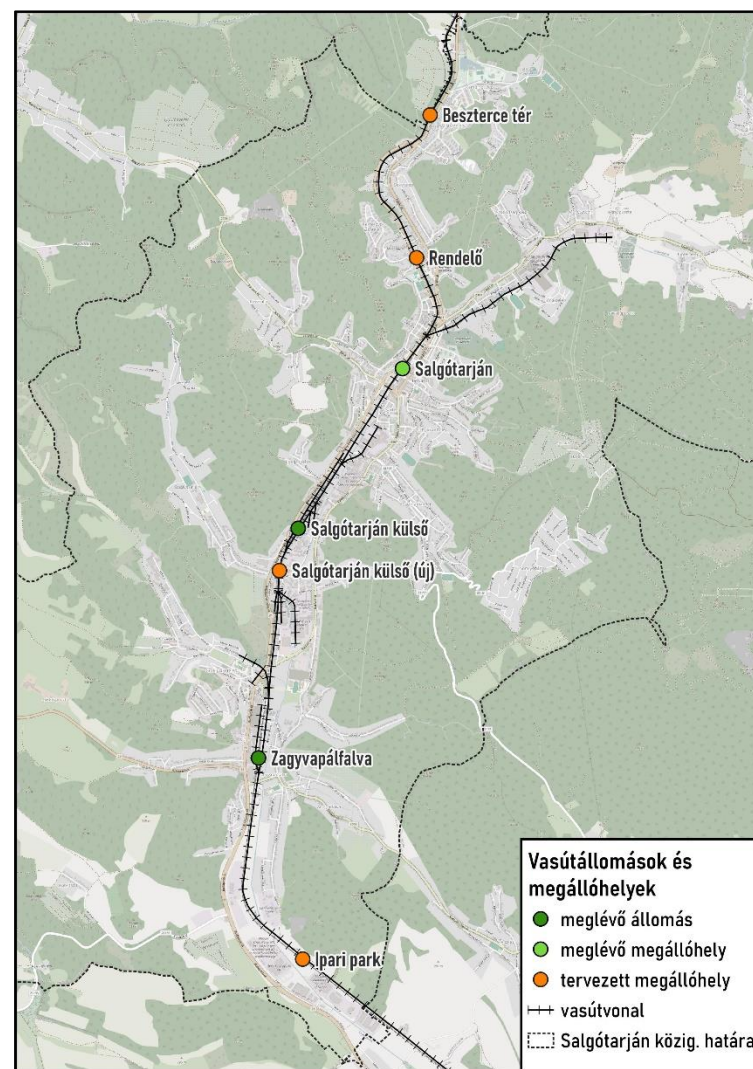 Beszterce tér
Rendelő
Salgótarján
Salgótarján külső
Salgótarján külső (új)
Zagyvapálfalva
Ipari park
Vasútállomások és
megállóhelyek
meglévő állomás
meglévő megállóhely
tervezett megállóhely
vasútvonal
Salgótarján közig. határa